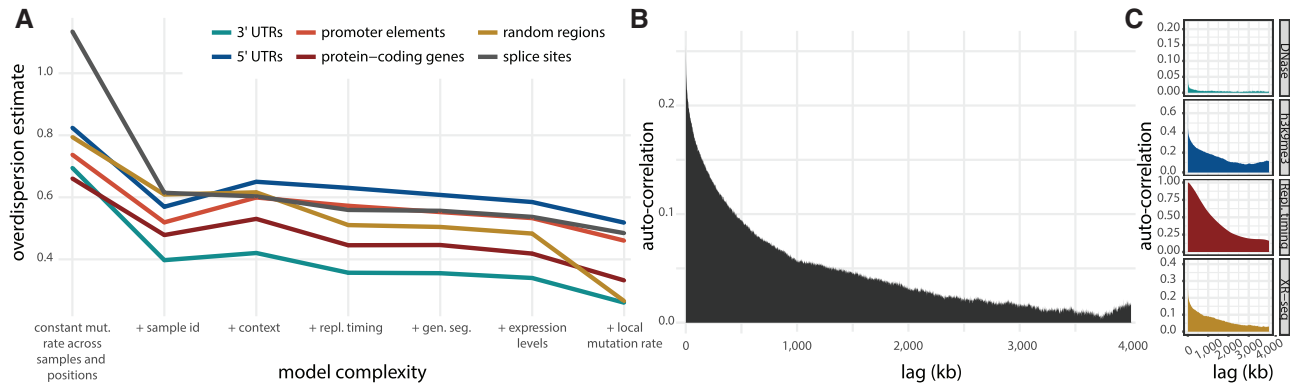 A
3' UTRs
promoter elements
random regions
5' UTRs
protein−coding genes
splice sites
overdispersion estimate
1.0
0.8
0.6
0.4
constant mut.
rate across
samples and
positions
+ sample id
+ context
+ repl. timing
+ gen. seg.
+ expression
levels
+ local
mutation rate
model complexity
B
auto-correlation
0.2
0.1
0.0
0
1,000
2,000
3,000
4,000
lag (kb)
C
auto-correlation
0.20
0.15
0.10
0.05
0.00
DNase
0.6
0.4
0.2
0.0
h3k9me3
1.00
0.75
0.50
0.25
0.00
Repl. timing
0.4
0.3
0.2
0.1
0.0
XR−seq
0
1,000
2,000
3,000
4,000
lag (kb)